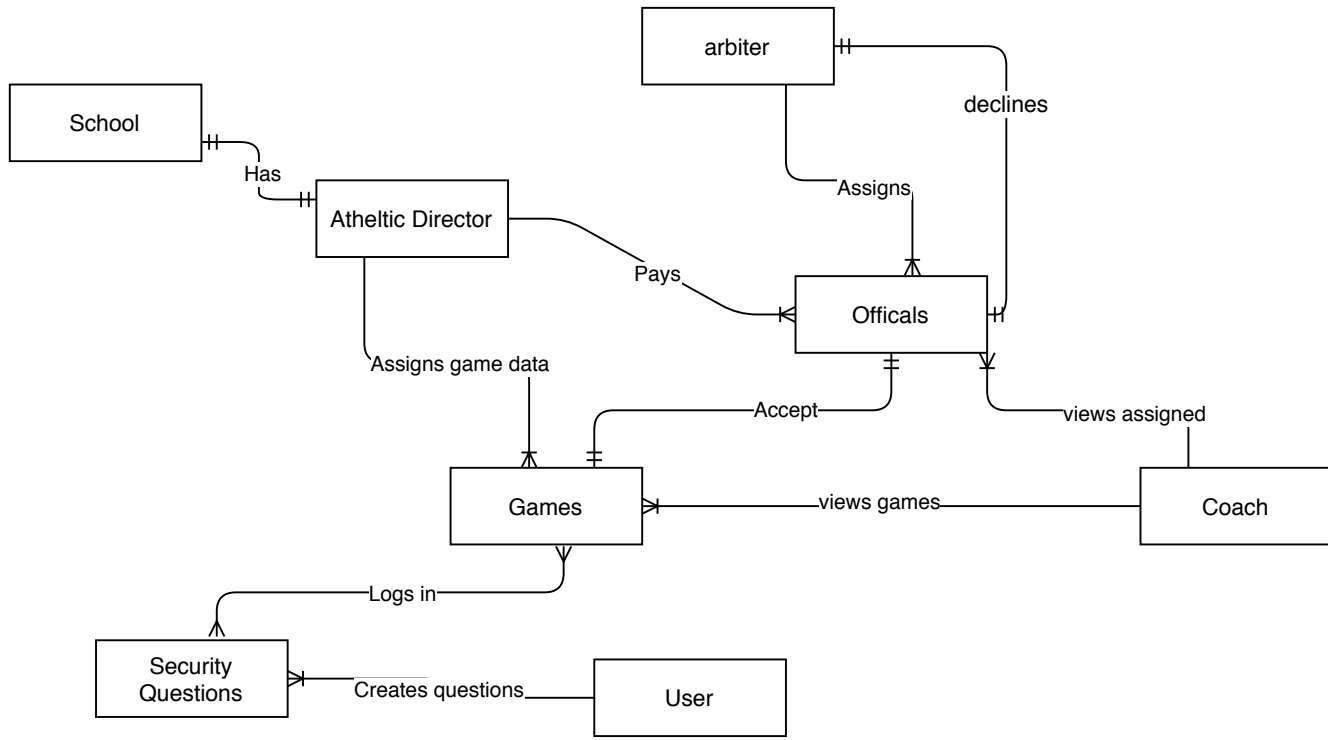 arbiter
declines
School
Has
Assigns
Atheltic Director
Pays
Officals
Assigns game data
Accept
views assigned
Games
views games
Coach
Logs in
Security
Questions
Creates questions
User